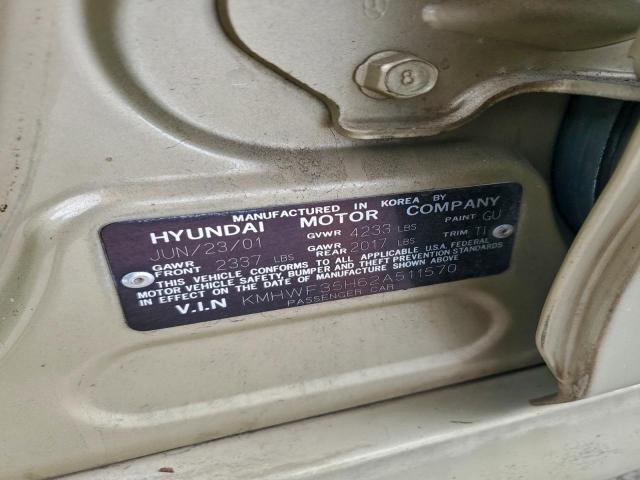 MANUFACTURED IN KOREA BY
HYUNDAI MOTOR COMPANY
JUN/23/01 GVWR 4233 LBS PAINT GU
GAWR FRONT 2337 LBS GAWR REAR 2017 LBS TRIM TI
THIS VEHICLE CONFORMS TO ALL APPLICABLE U.S.A. FEDERAL
MOTOR VEHICLE SAFETY, BUMPER AND THEFT PREVENTION STANDARDS
IN EFFECT ON THE DATE OF MANUFACTURE SHOWN ABOVE.
V.I.N KMHWF35H62A511570
PASSENGER CAR
8